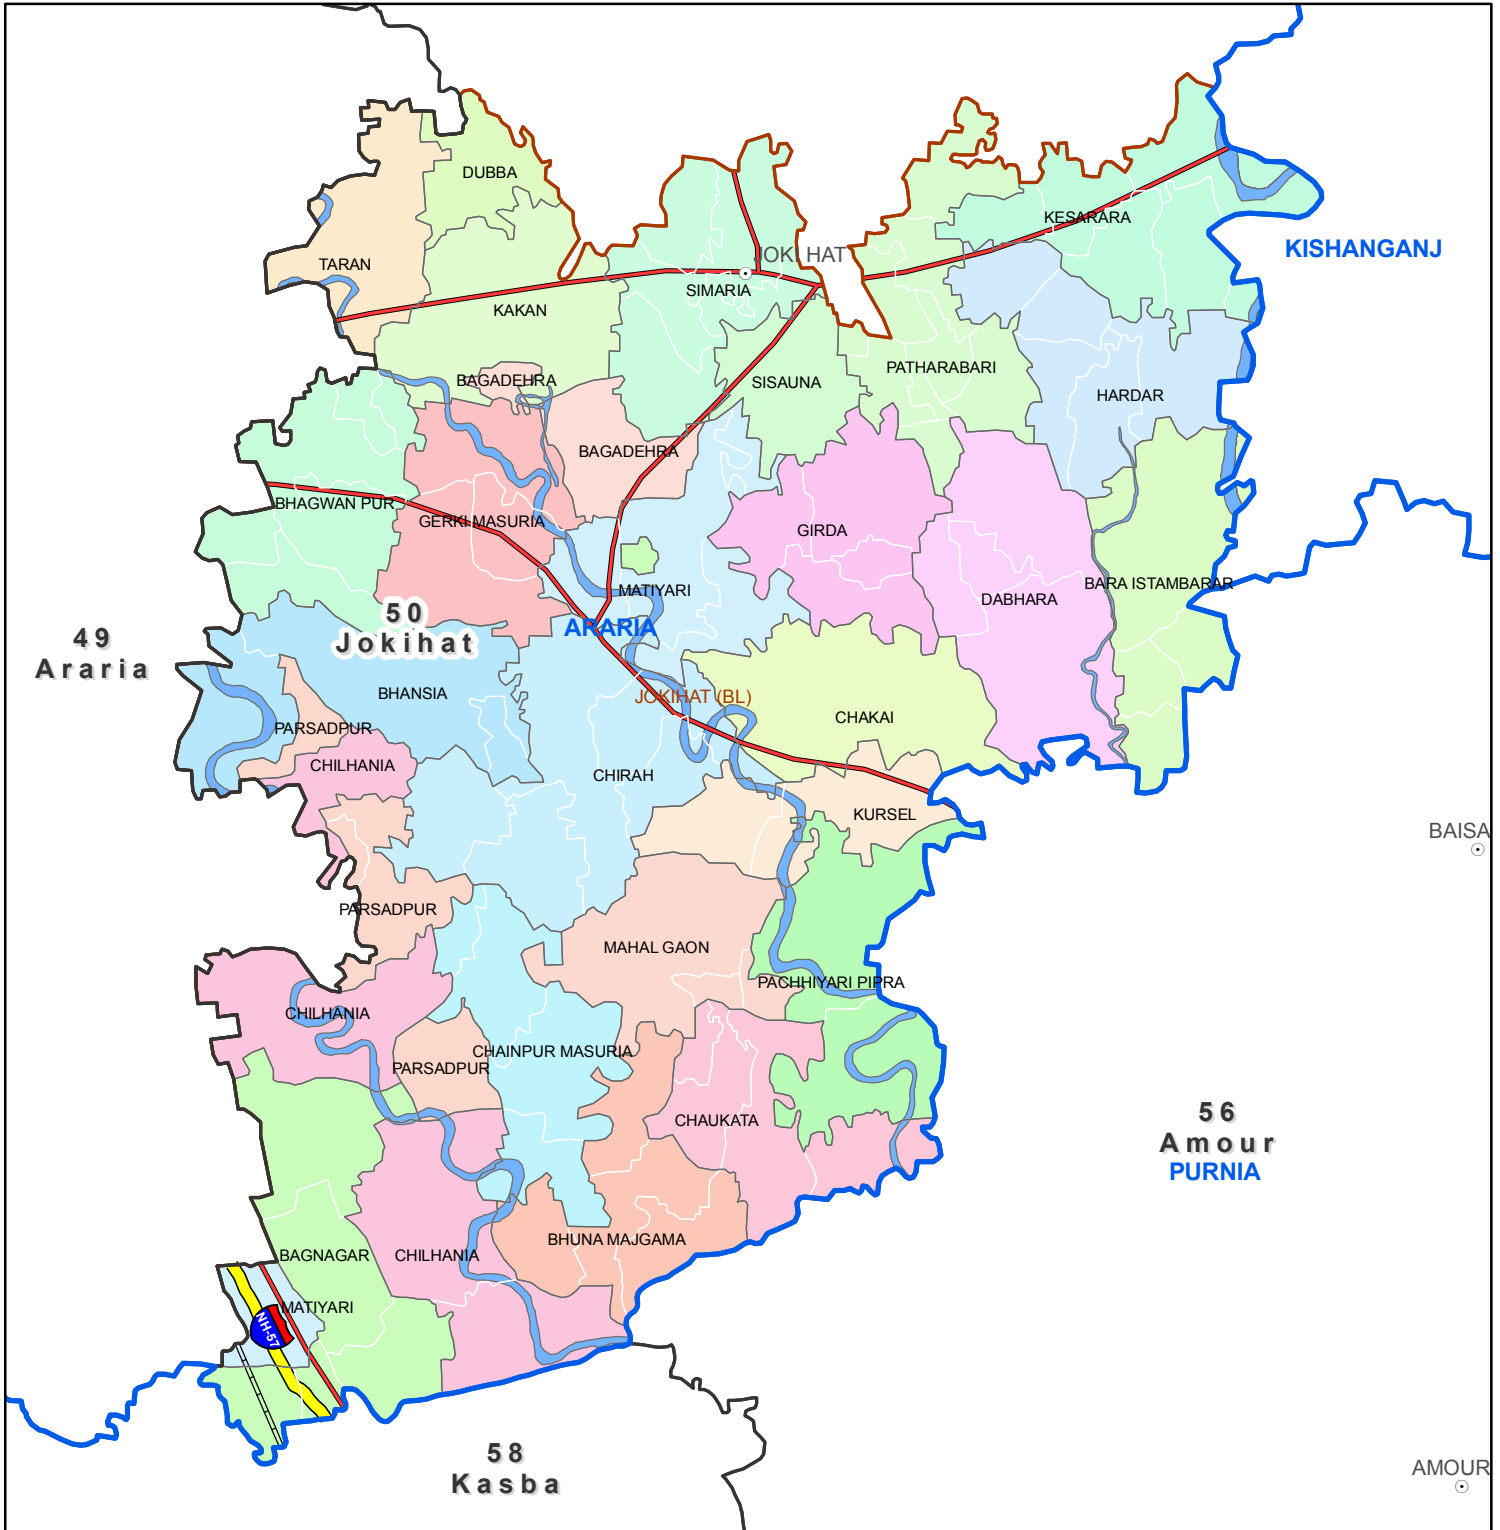 DUBBA
KESARARA
KISHANGANJ
JOKI HAT
TARAN
SIMARIA
KAKAN
PATHARABARI
BAGADEHRA
SISAUNA
HARDAR
BAGADEHRA
BHAGWAN PUR
GERKI MASURIA
GIRDA
BARA ISTAMBARAR
MATIYARI
DABHARA
50
Jokihat
ARARIA
49
Araria
BHANSIA
JOKIHAT (BL)
CHAKAI
PARSADPUR
CHILHANIA
CHIRAH
KURSEL
BAISA
PARSADPUR
MAHAL GAON
PACHHIYARI PIPRA
CHILHANIA
CHAINPUR MASURIA
PARSADPUR
CHAUKATA
56
Amour
PURNIA
BHUNA MAJGAMA
BAGNAGAR
CHILHANIA
MATIYARI
NH-57
58
Kasba
AMOUR